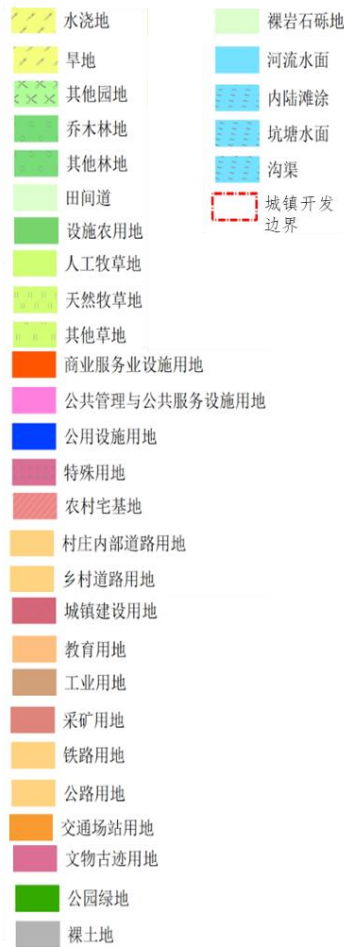 水浇地
旱地
其他园地
乔木林地
其他林地
田间道
设施农用地
人工牧草地
天然牧草地
其他草地
商业服务业设施用地
公共管理与公共服务设施用地
公用设施用地
特殊用地
农村宅基地
村庄内部道路用地
乡村道路用地
城镇建设用地
教育用地
工业用地
采矿用地
铁路用地
公路用地
交通场站用地
文物古迹用地
公园绿地
裸土地
裸岩石砾地
河流水面
内陆滩涂
坑塘水面
沟渠
城镇开发
边界